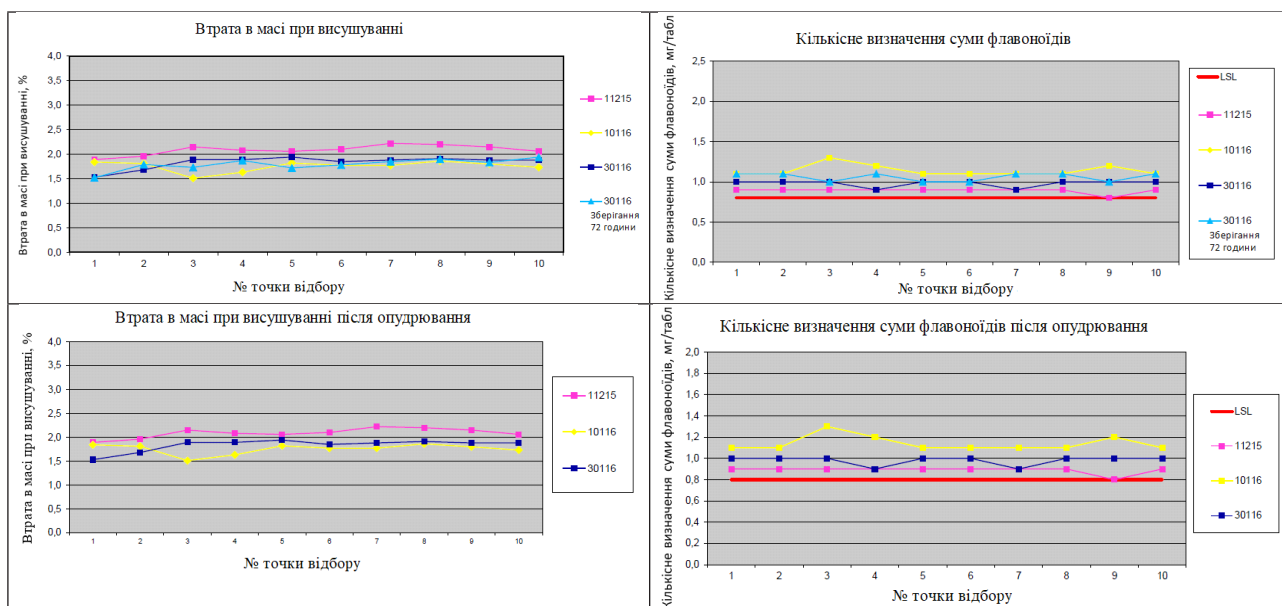 Втрата в масі при висушуванні
Втрата в масі при висушуванні, %
4,0
3,5
3,0
2,5
2,0
1,5
1,0
0,5
0,0
1 2 3 4 5 6 7 8 9 10
№ точки відбору
11215
10116
30116
30116
Зберігання
72 години
Кількісне визначення суми флавоноїдів
Кількісне визначення суми флавоноїдів, мг/табл
2,5
2,0
1,5
1,0
0,5
0,0
1 2 3 4 5 6 7 8 9 10
№ точки відбору
LSL
11215
10116
30116
30116
Зберігання
72 години
Втрата в масі при висушуванні після опудрювання
Втрата в масі при висушуванні, %
4,0
3,5
3,0
2,5
2,0
1,5
1,0
0,5
0,0
1 2 3 4 5 6 7 8 9 10
№ точки відбору
11215
10116
30116
Кількісне визначення суми флавоноїдів після опудрювання
Кількісне визначення суми флавоноїдів, мг/табл
2,0
1,8
1,6
1,4
1,2
1,0
0,8
0,6
0,4
0,2
0,0
1 2 3 4 5 6 7 8 9 10
№ точки відбору
LSL
11215
10116
30116